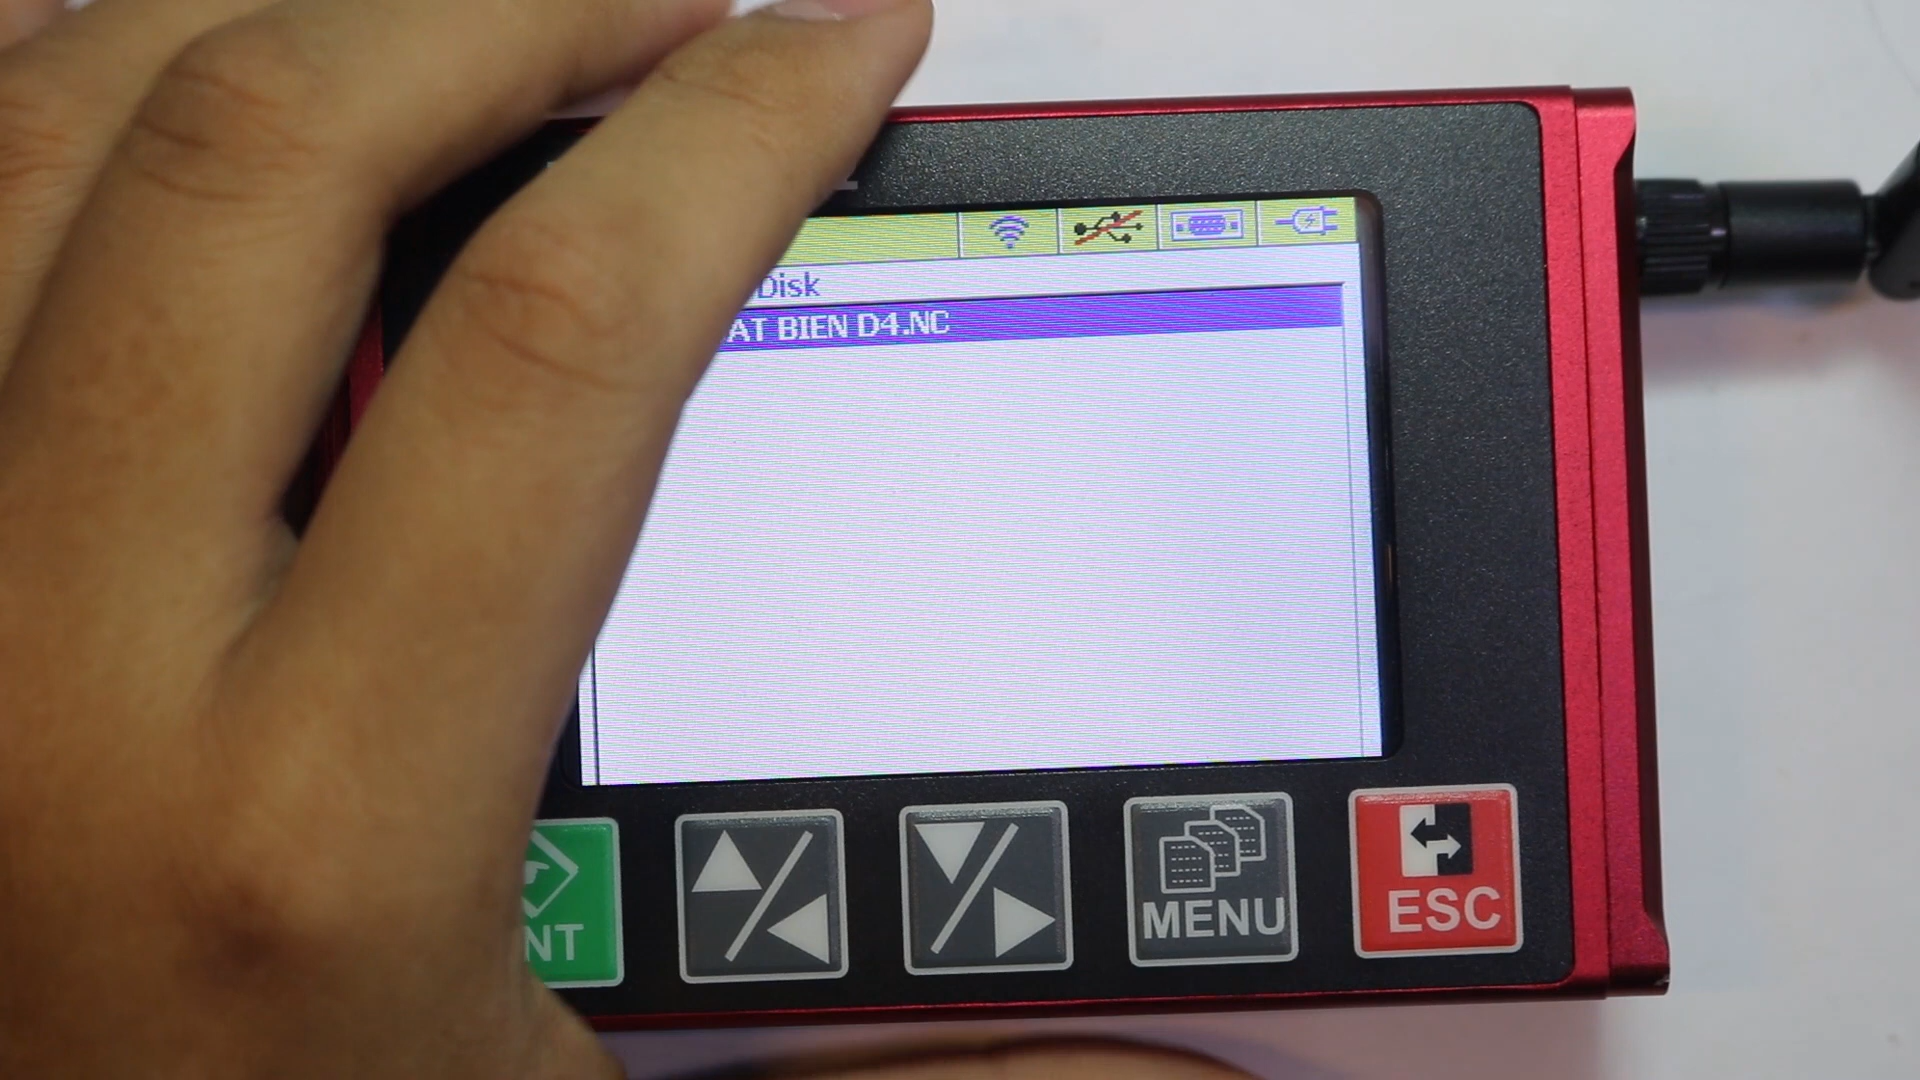 Disk
AT BIEN D4.NC
NT
MENU
ESC